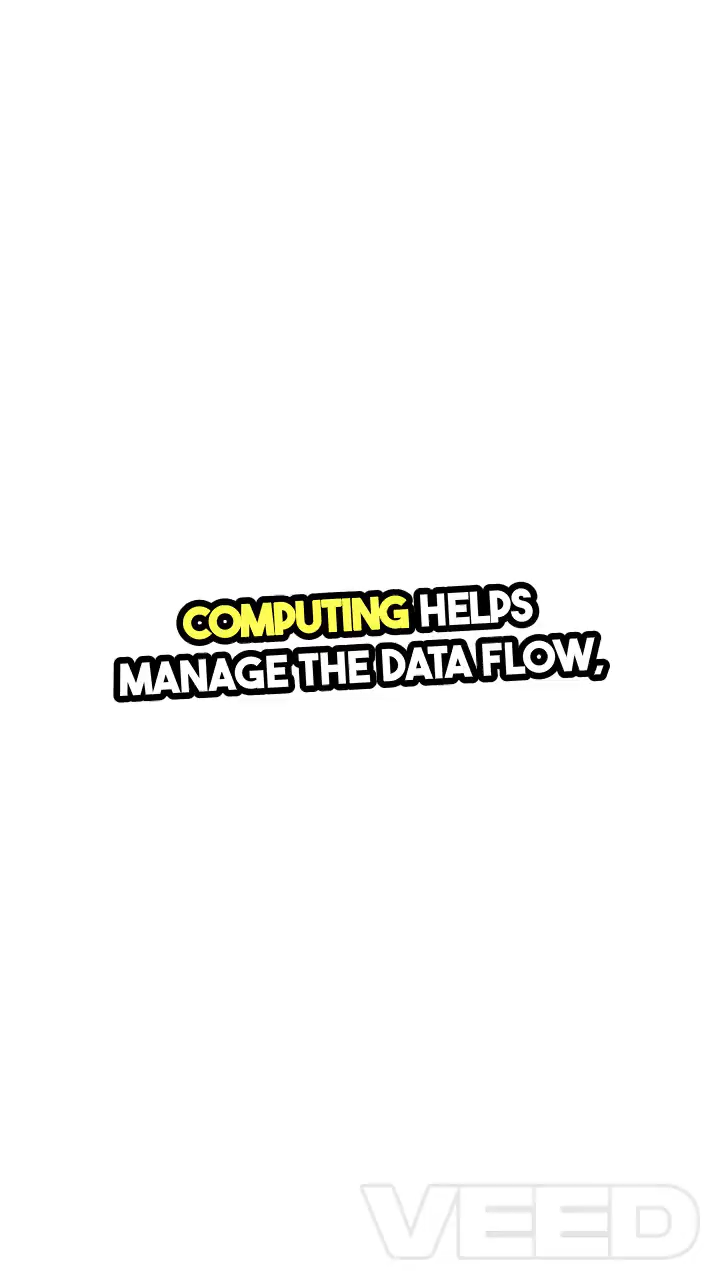 COMPUTING HELPS
MANAGE THE DATA FLOW,
VEED